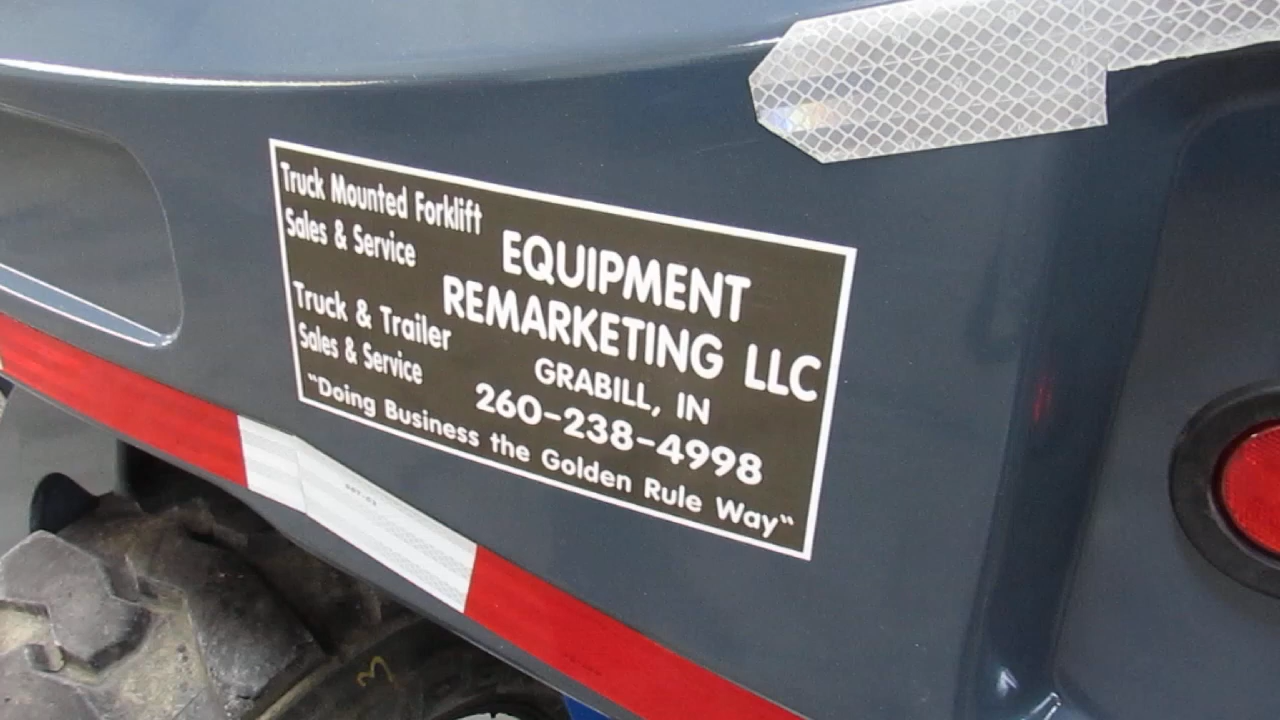 Truck Mounted Forklift
Sales & Service
Truck & Trailer
Sales & Service
EQUIPMENT
REMARKETING LLC
GRABILL, IN
260-238-4998
"Doing Business the Golden Rule Way"
3